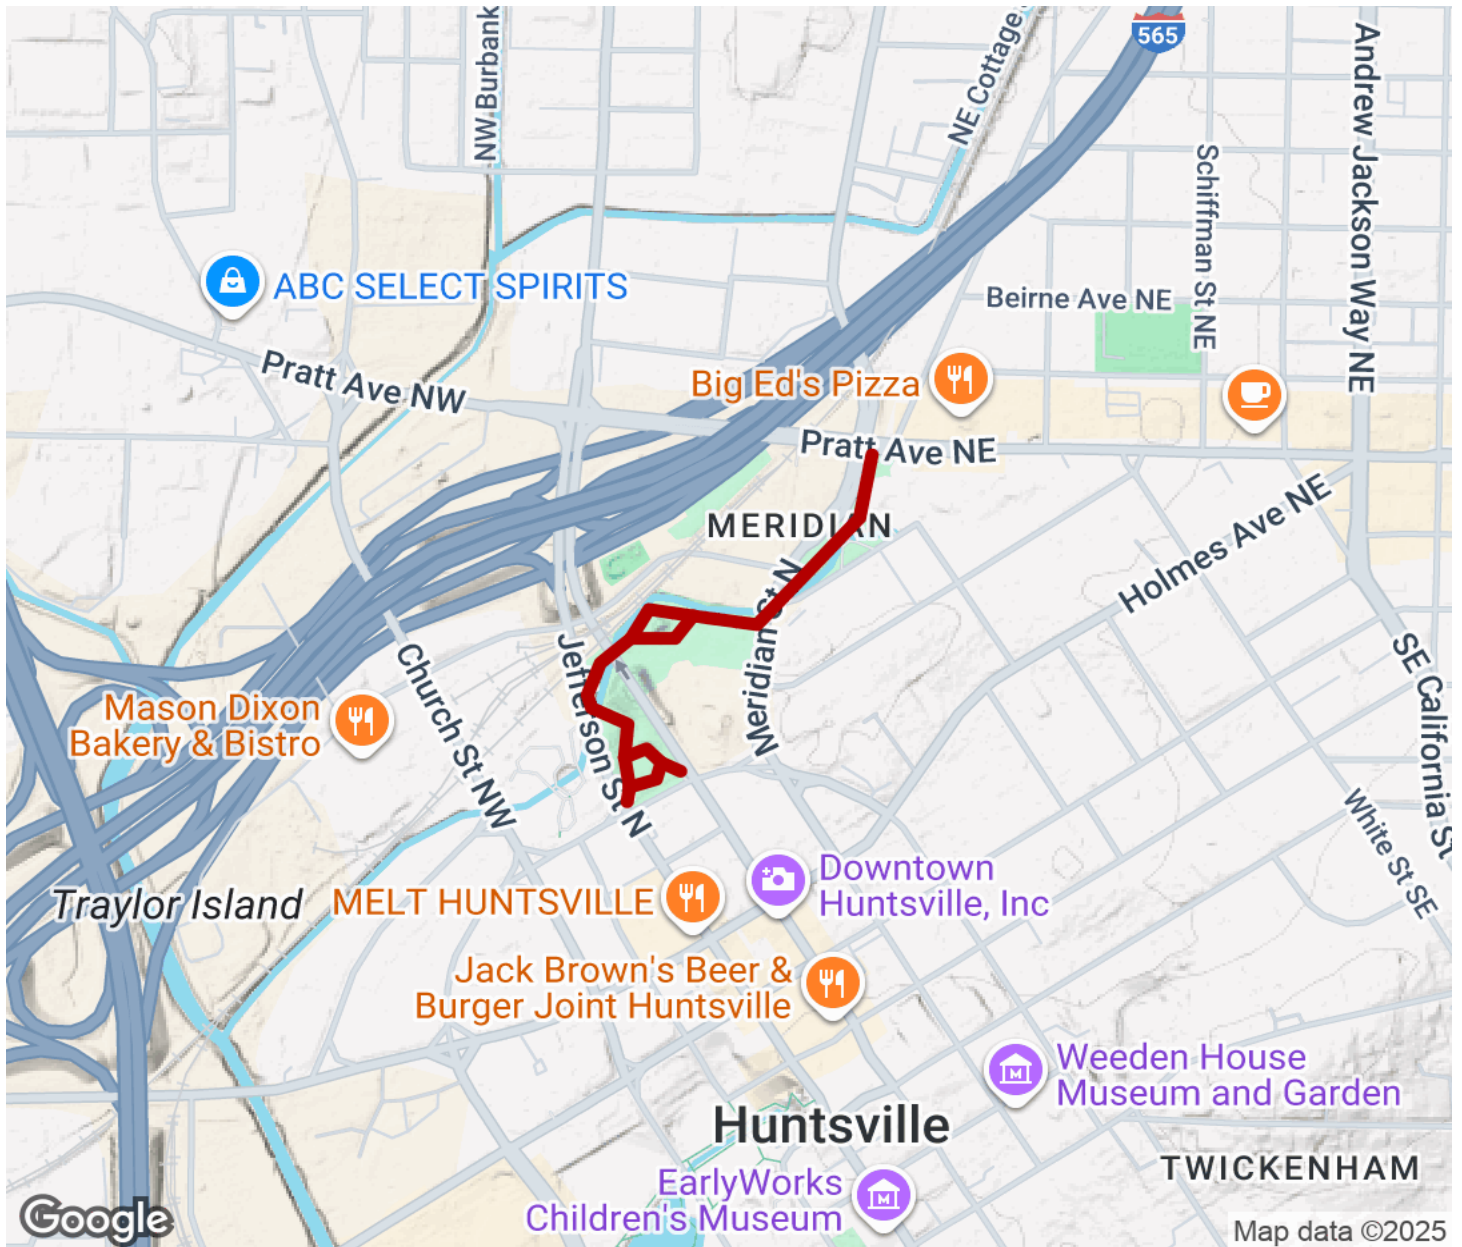 NW Burbank
NE Cottage
565
Andrew Jackson Way NE
Schiffman St NE
ABC SELECT SPIRITS
Beirne Ave NE
Pratt Ave NW
Big Ed's Pizza
Pratt Ave NE
MERIDIAN
Holmes Ave NE
Meridian St N
Jefferson St N
Church St NW
Mason Dixon
Bakery & Bistro
SE California St
White St SE
Traylor Island
MELT HUNTSVILLE
Downtown
Huntsville, Inc
Jack Brown's Beer &
Burger Joint Huntsville
Weeden House
Museum and Garden
Huntsville
TWICKENHAM
EarlyWorks
Children's Museum
Google
Map data ©2025